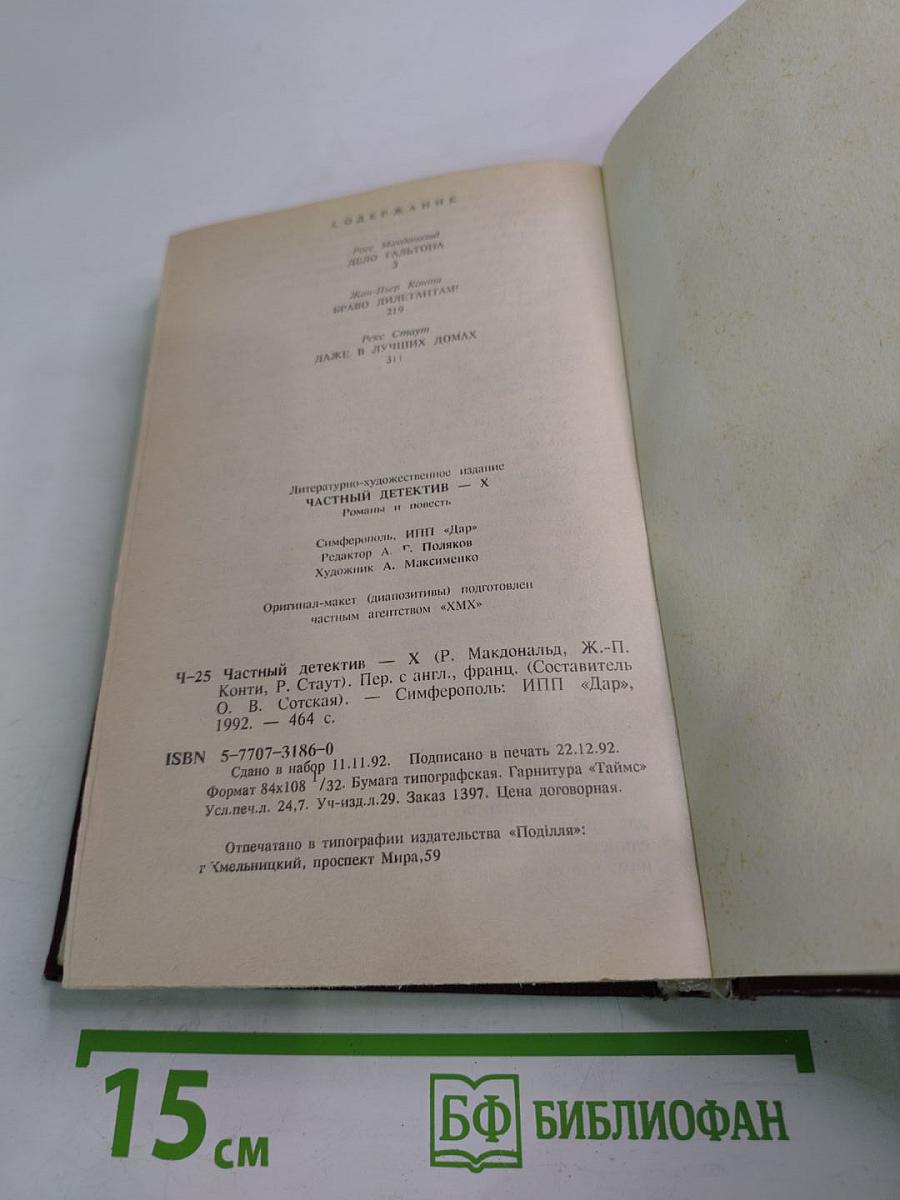 СОДЕРЖАНИЕ
Росс Макдональд
ДЕЛО ГАЛЬТОНА
3
Жан-Пьер Конти
БРАВО ДИЛЕТАНТАМ!
219
Рекс Стаут
ДАЖЕ В ЛУЧШИХ ДОМАХ
311
Литературно-художественное издание
ЧАСТНЫЙ ДЕТЕКТИВ — X
Романы и повесть
Симферополь, ИПП «Дар»
Редактор А. Г. Поляков
Художник А. Максименко
Оригинал-макет (диапозитивы) подготовлен
частным агентством «ХМХ»
Ч-25 Частный детектив — X (Р. Макдональд, Ж.-П.
Конти, Р. Стаут). Пер. с англ., франц. (Составитель
О. В. Сотская). — Симферополь: ИПП «Дар»,
1992. — 464 с.
ISBN 5-7707-3186-0
Сдано в набор 11.11.92. Подписано в печать 22.12.92.
Формат 84x108 1/32. Бумага типографская. Гарнитура «Таймс»
Усл.печ.л. 24,7. Уч-изд.л.29. Заказ 1397. Цена договорная.
Отпечатано в типографии издательства «Поділля»:
г Хмельницкий, проспект Мира,59
15 см
БФ БИБЛИОФАН